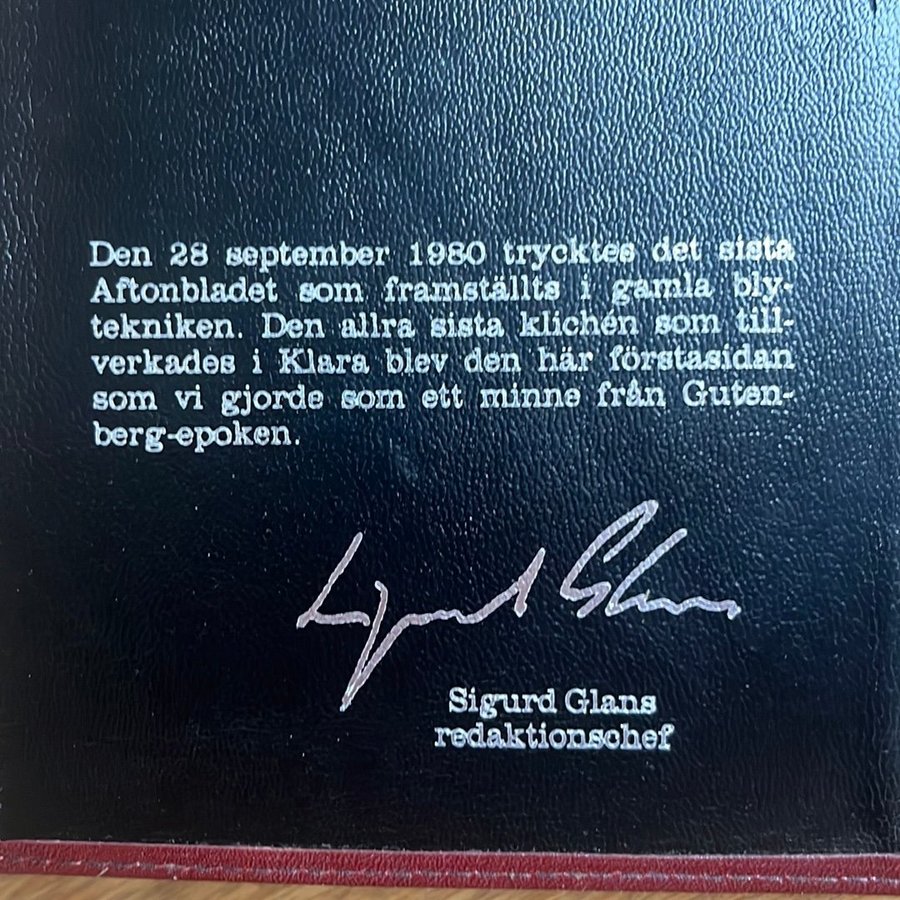 Den 28 september 1980 trycktes det sista
Aftonbladet som framställts i gamla bly-
tekniken. Den allra sista klichén som till-
verkades i Klara blev den här förstasidan
som vi gjorde som ett minne från Guten-
berg-epoken.
Sigurd Glans
Sigurd Glans
redaktionschef